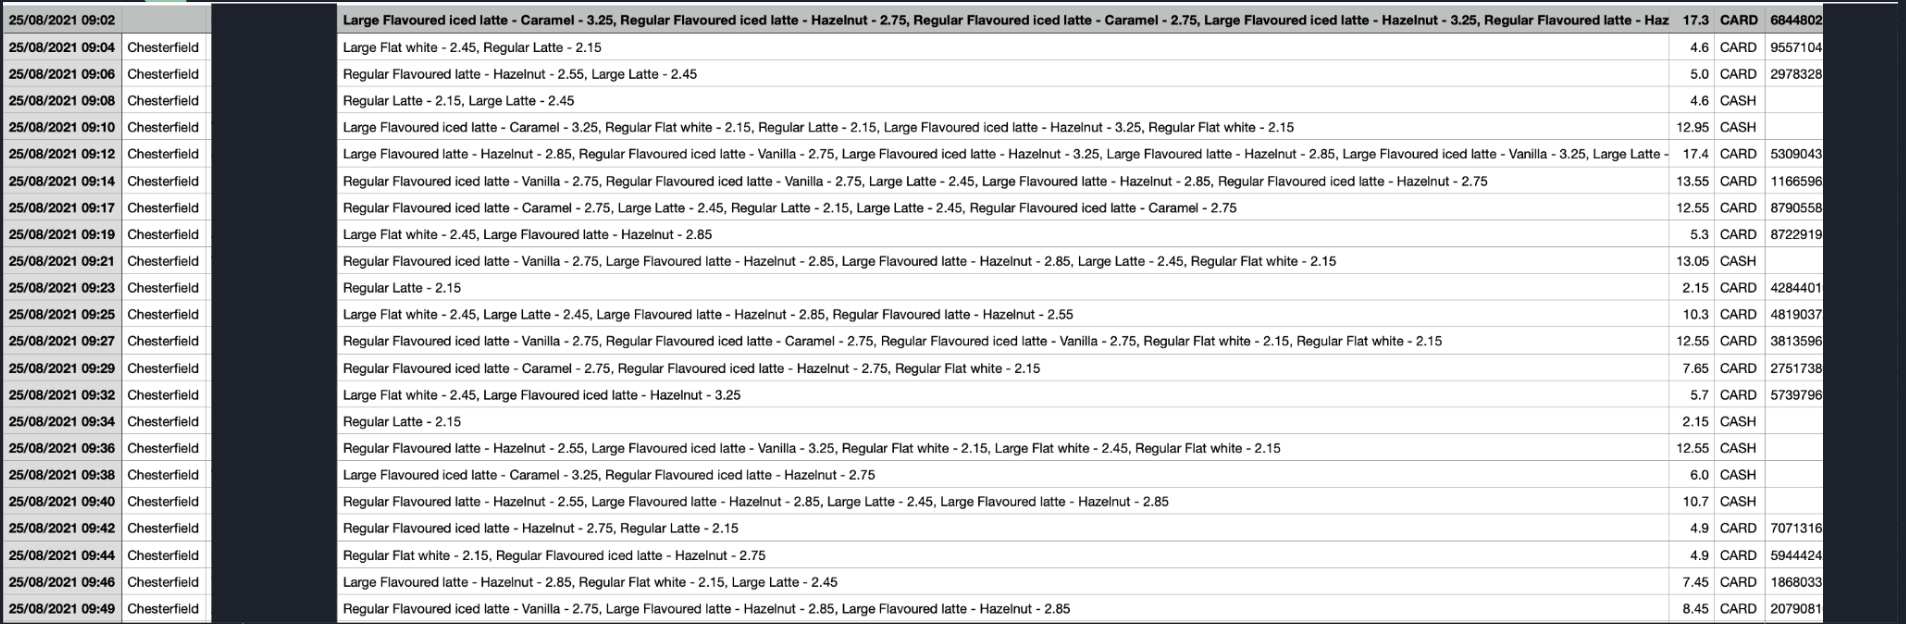 25/08/2021 09:02 Large Flavoured iced latte - Caramel - 3.25, Regular Flavoured iced latte - Hazelnut - 2.75, Regular Flavoured iced latte - Caramel - 2.75, Large Flavoured iced latte - Hazelnut - 3.25, Regular Flavoured latte - Haz 17.3 CARD 6844802
25/08/2021 09:04 Chesterfield Large Flat white - 2.45, Regular Latte - 2.15 4.6 CARD 9557104
25/08/2021 09:06 Chesterfield Regular Flavoured latte - Hazelnut - 2.55, Large Latte - 2.45 5.0 CARD 2978328
25/08/2021 09:08 Chesterfield Regular Latte - 2.15, Large Latte - 2.45 4.6 CASH
25/08/2021 09:10 Chesterfield Large Flavoured iced latte - Caramel - 3.25, Regular Flat white - 2.15, Regular Latte - 2.15, Large Flavoured iced latte - Hazelnut - 3.25, Regular Flat white - 2.15 12.95 CASH
25/08/2021 09:12 Chesterfield Large Flavoured latte - Hazelnut - 2.85, Regular Flavoured iced latte - Vanilla - 2.75, Large Flavoured iced latte - Hazelnut - 3.25, Large Flavoured latte - Hazelnut - 2.85, Large Flavoured iced latte - Vanilla - 3.25, Large Latte - 17.4 CARD 5309043
25/08/2021 09:14 Chesterfield Regular Flavoured iced latte - Vanilla - 2.75, Regular Flavoured iced latte - Vanilla - 2.75, Large Latte - 2.45, Large Flavoured latte - Hazelnut - 2.85, Regular Flavoured iced latte - Hazelnut - 2.75 13.55 CARD 1166596
25/08/2021 09:17 Chesterfield Regular Flavoured iced latte - Caramel - 2.75, Large Latte - 2.45, Regular Latte - 2.15, Large Latte - 2.45, Regular Flavoured iced latte - Caramel - 2.75 12.55 CARD 8790558
25/08/2021 09:19 Chesterfield Large Flat white - 2.45, Large Flavoured latte - Hazelnut - 2.85 5.3 CARD 8722919
25/08/2021 09:21 Chesterfield Regular Flavoured iced latte - Vanilla - 2.75, Large Flavoured latte - Hazelnut - 2.85, Large Flavoured latte - Hazelnut - 2.85, Large Latte - 2.45, Regular Flat white - 2.15 13.05 CASH
25/08/2021 09:23 Chesterfield Regular Latte - 2.15 2.15 CARD 4284401
25/08/2021 09:25 Chesterfield Large Flat white - 2.45, Large Latte - 2.45, Large Flavoured latte - Hazelnut - 2.85, Regular Flavoured latte - Hazelnut - 2.55 10.3 CARD 4819037
25/08/2021 09:27 Chesterfield Regular Flavoured iced latte - Vanilla - 2.75, Regular Flavoured iced latte - Caramel - 2.75, Regular Flavoured iced latte - Vanilla - 2.75, Regular Flat white - 2.15, Regular Flat white - 2.15 12.55 CARD 3813596
25/08/2021 09:29 Chesterfield Regular Flavoured iced latte - Caramel - 2.75, Regular Flavoured iced latte - Hazelnut - 2.75, Regular Flat white - 2.15 7.65 CARD 2751738
25/08/2021 09:32 Chesterfield Large Flat white - 2.45, Large Flavoured iced latte - Hazelnut - 3.25 5.7 CARD 5739796
25/08/2021 09:34 Chesterfield Regular Latte - 2.15 2.15 CASH
25/08/2021 09:36 Chesterfield Regular Flavoured latte - Hazelnut - 2.55, Large Flavoured iced latte - Vanilla - 3.25, Regular Flat white - 2.15, Large Flat white - 2.45, Regular Flat white - 2.15 12.55 CASH
25/08/2021 09:38 Chesterfield Large Flavoured iced latte - Caramel - 3.25, Regular Flavoured iced latte - Hazelnut - 2.75 6.0 CASH
25/08/2021 09:40 Chesterfield Regular Flavoured latte - Hazelnut - 2.55, Large Flavoured latte - Hazelnut - 2.85, Large Latte - 2.45, Large Flavoured latte - Hazelnut - 2.85 10.7 CASH
25/08/2021 09:42 Chesterfield Regular Flavoured iced latte - Hazelnut - 2.75, Regular Latte - 2.15 4.9 CARD 7071316
25/08/2021 09:44 Chesterfield Regular Flat white - 2.15, Regular Flavoured iced latte - Hazelnut - 2.75 4.9 CARD 5944424
25/08/2021 09:46 Chesterfield Large Flavoured latte - Hazelnut - 2.85, Regular Flat white - 2.15, Large Latte - 2.45 7.45 CARD 1868033
25/08/2021 09:49 Chesterfield Regular Flavoured iced latte - Vanilla - 2.75, Large Flavoured latte - Hazelnut - 2.85, Large Flavoured latte - Hazelnut - 2.85 8.45 CARD 2079081